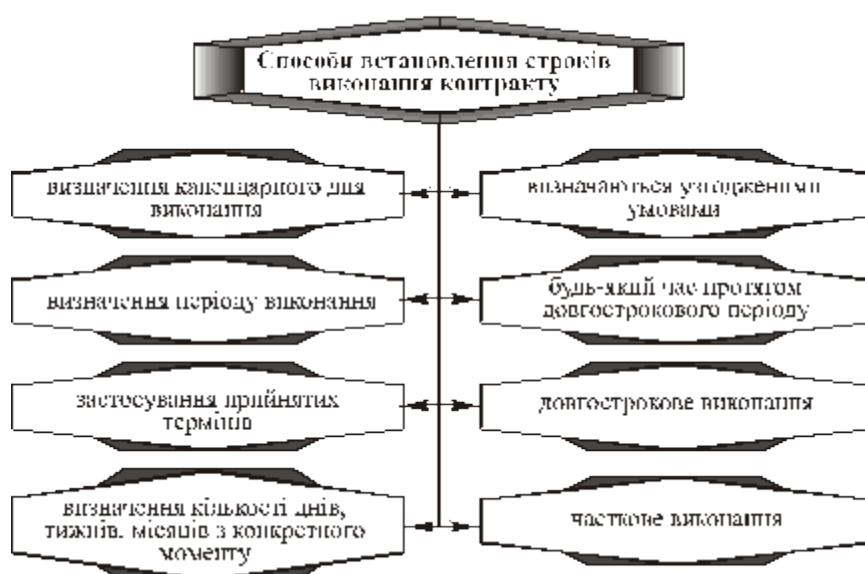 Способи встановлення строків
виконання контракту
визначення календарного дня
виконання
визначаються узгодженими
умовами
визначення періоду виконання
будь-який час протягом
довгострокового періоду
застосування прийнятих
термінів
довгострокове виконання
визначення кількості днів,
тижнів, місяців з конкретного
моменту
часткове виконання